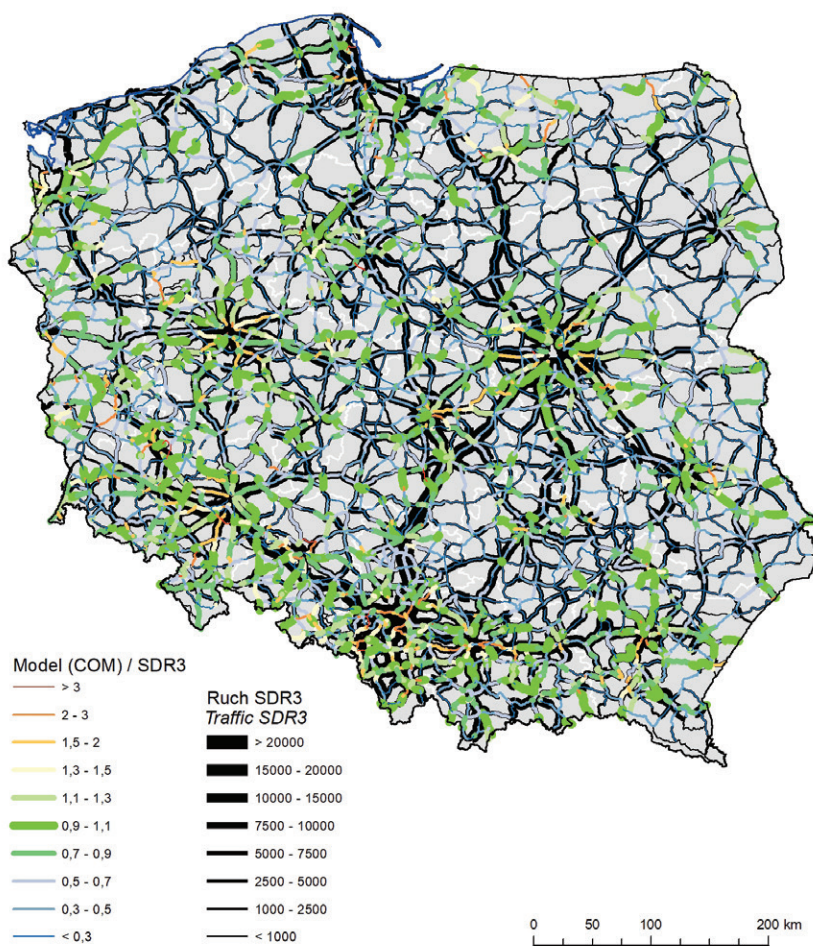 Model (COM) / SDR3
> 3
2 - 3
1,5 - 2
1,3 - 1,5
1,1 - 1,3
0,9 - 1,1
0,7 - 0,9
0,5 - 0,7
0,3 - 0,5
< 0,3
Ruch SDR3
Traffic SDR3
> 20000
15000 - 20000
10000 - 15000
7500 - 10000
5000 - 7500
2500 - 5000
1000 - 2500
< 1000
0 50 100 200 km